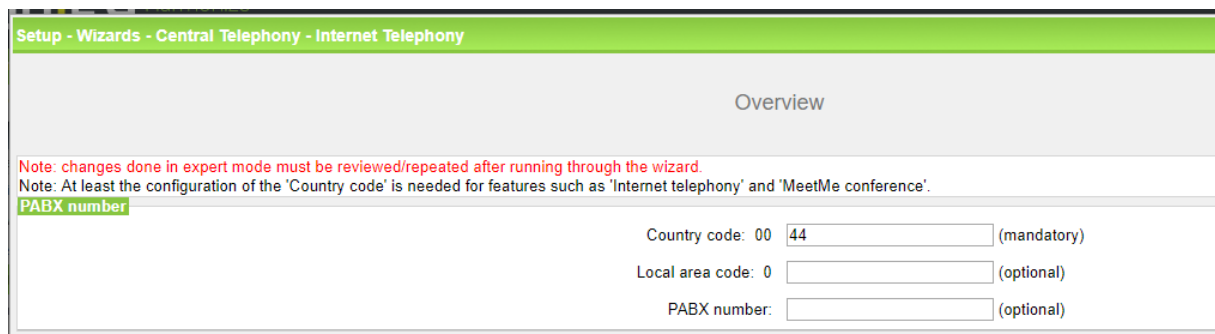 Setup - Wizards - Central Telephony - Internet Telephony
Overview
Note: changes done in expert mode must be reviewed/repeated after running through the wizard.
Note: At least the configuration of the 'Country code' is needed for features such as 'Internet telephony' and 'MeetMe conference'.
PABX number
Country code: 00 44 (mandatory)
Local area code: 0 (optional)
PABX number: (optional)